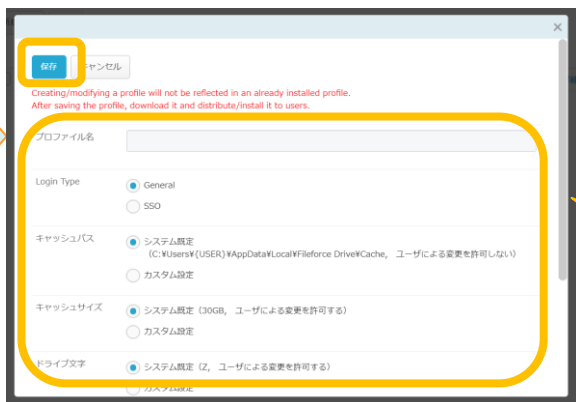 ×
保存 キャンセル
Creating/modifying a profile will not be reflected in an already installed profile.
After saving the profile, download it and distribute/install it to users.
プロファイル名
Login Type
General
SSO
キャッシュパス
システム既定
(C:¥Users¥{USER}¥AppData¥Local¥Fileforce Drive¥Cache, ユーザによる変更を許可しない)
カスタム設定
キャッシュサイズ
システム既定 (30GB, ユーザによる変更を許可する)
カスタム設定
ドライブ文字
システム既定 (Z, ユーザによる変更を許可する)
カスタム設定